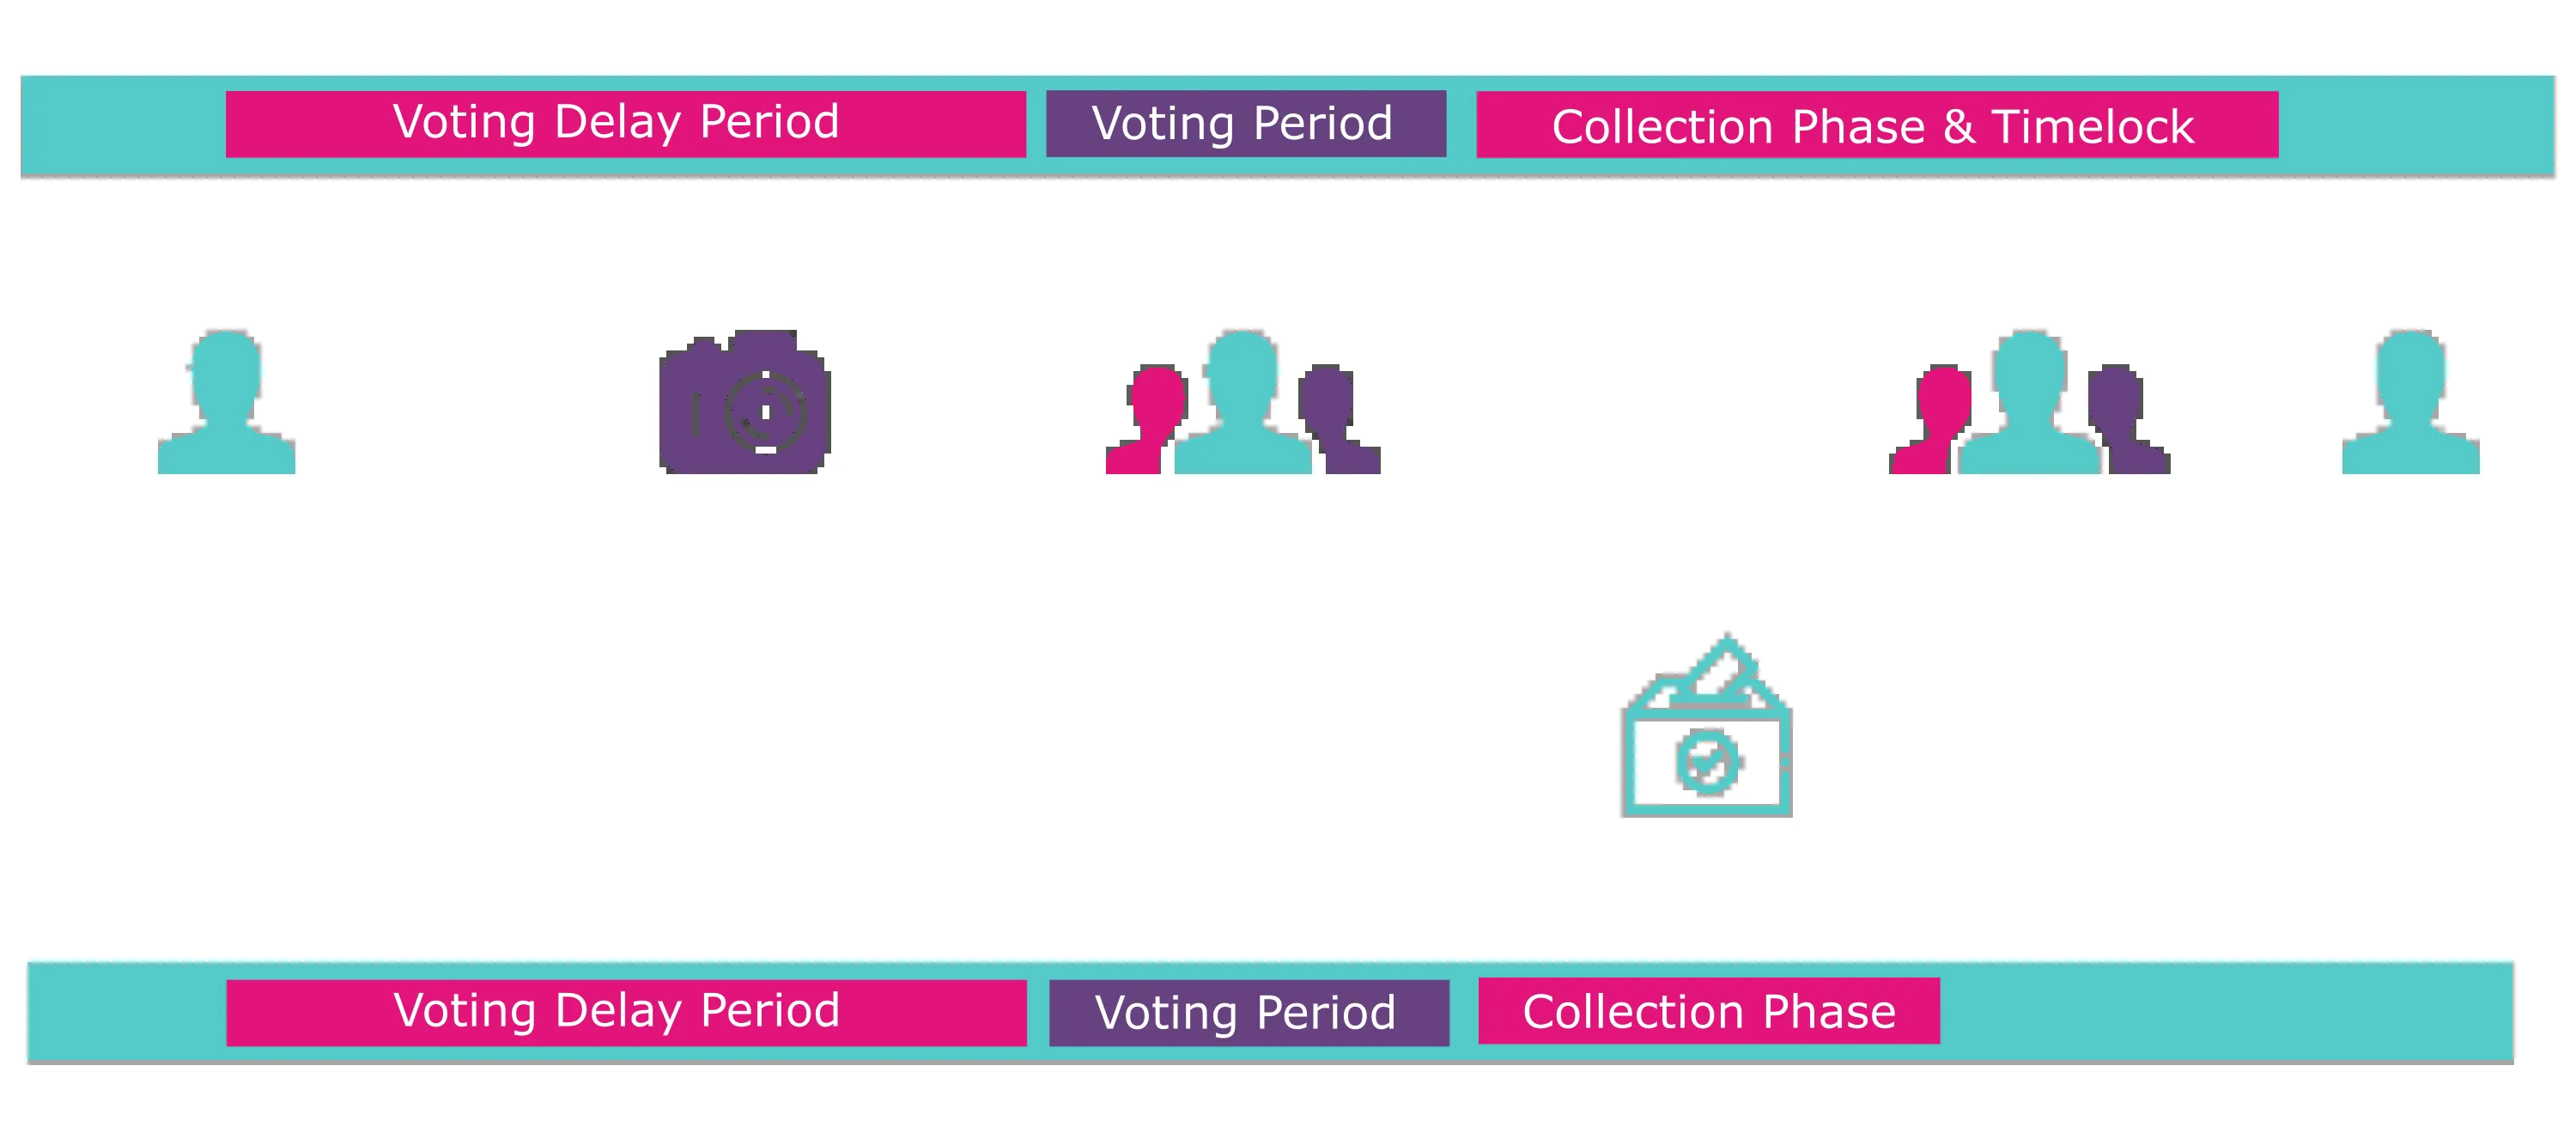 Voting Delay Period
Voting Period
Collection Phase & Timelock
Voting Delay Period
Voting Period
Collection Phase